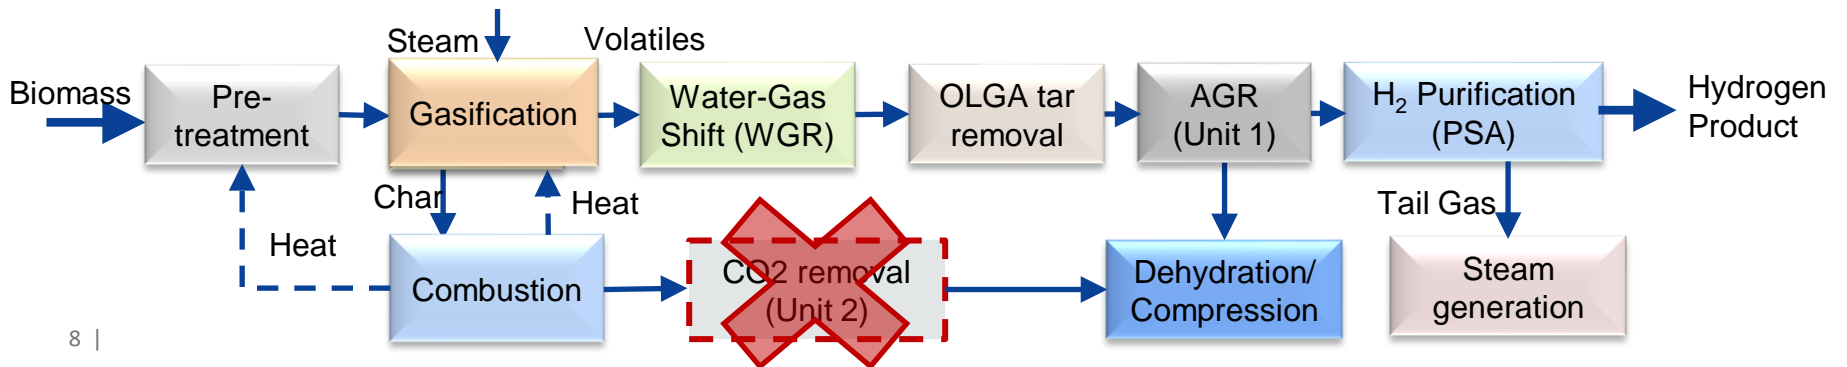 Steam
Volatiles
Biomass
Pre-
treatment
Gasification
Water-Gas
Shift (WGR)
OLGA tar
removal
AGR
(Unit 1)
H2 Purification
(PSA)
Hydrogen
Product
Char
Heat
Tail Gas
Heat
Combustion
CO2 removal
(Unit 2)
Dehydration/
Compression
Steam
generation
8 |